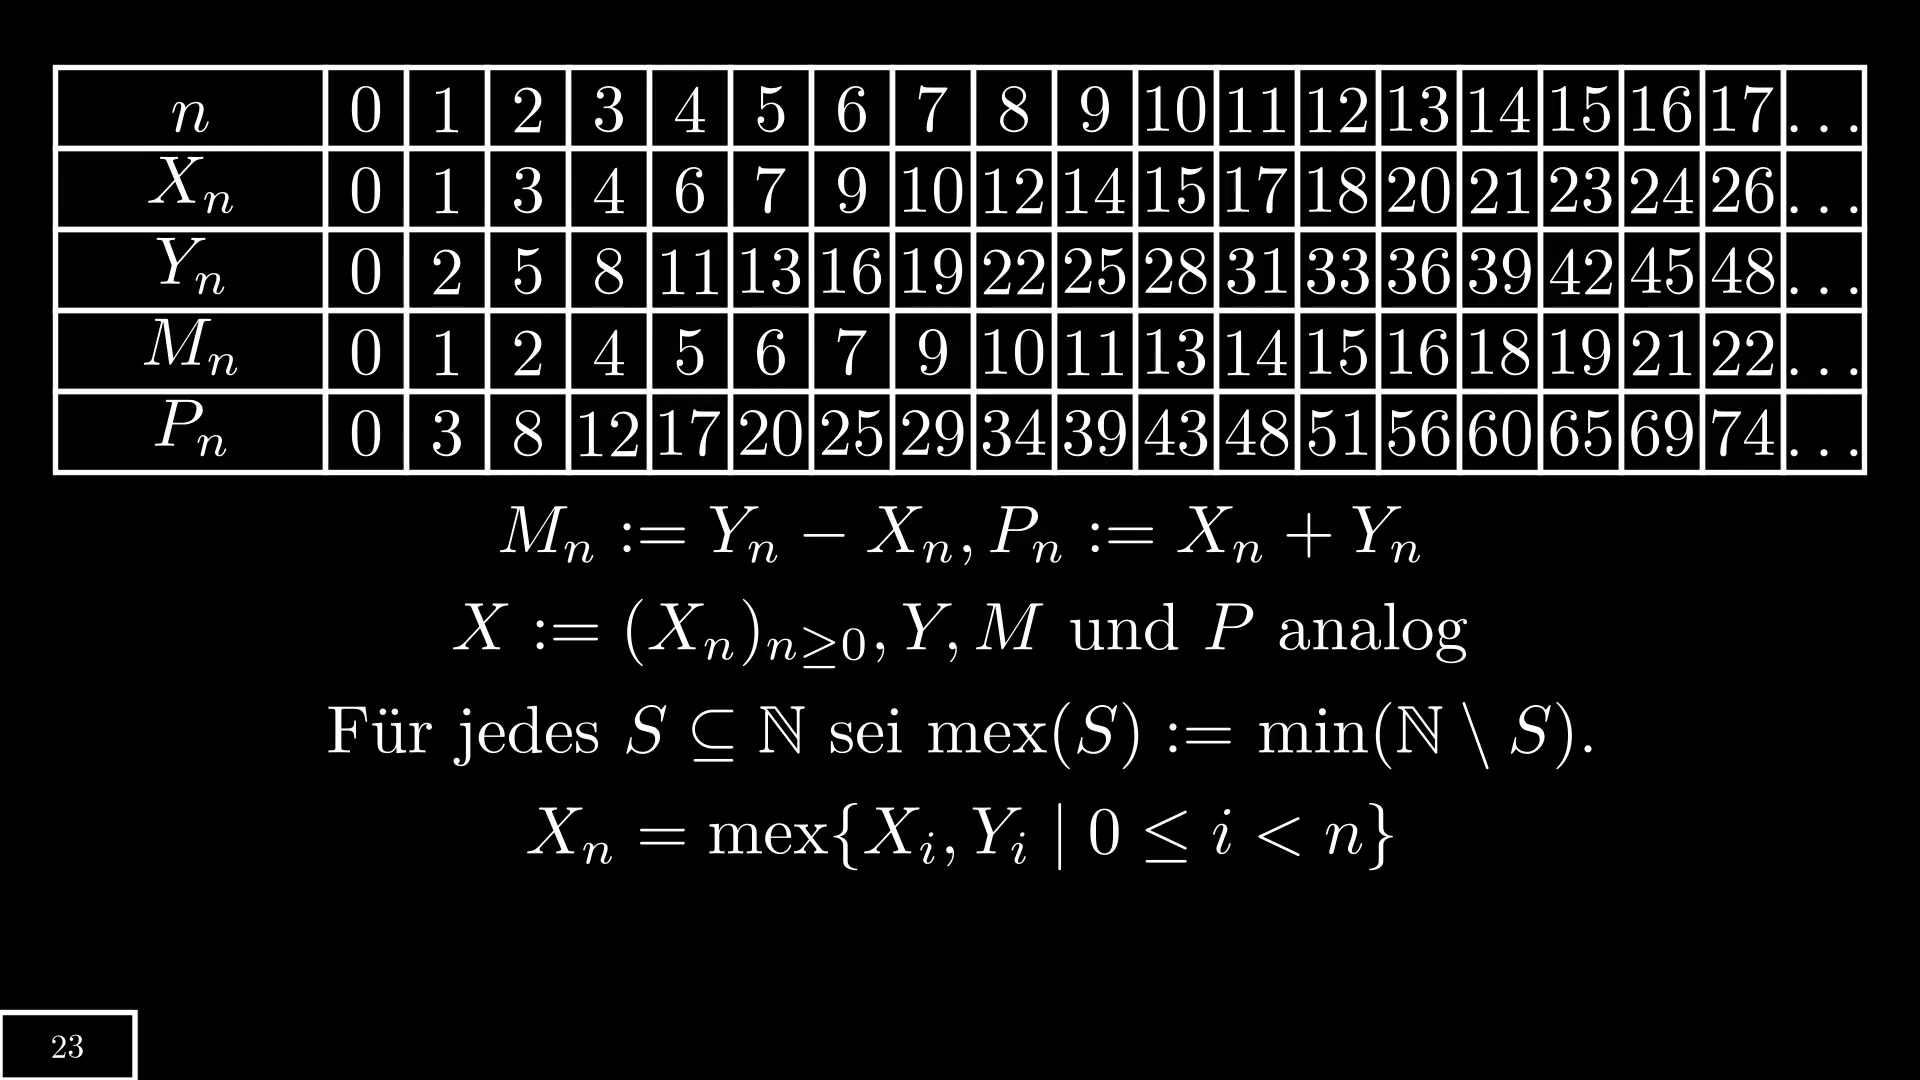 n 0 1 2 3 4 5 6 7 8 9 10 11 12 13 14 15 16 17 ...
Xₙ 0 1 3 4 6 7 9 10 12 14 15 17 18 20 21 23 24 26 ...
Yₙ 0 2 5 8 11 13 16 19 22 25 28 31 33 36 39 42 45 48 ...
Mₙ 0 1 2 4 5 6 7 9 10 11 13 14 15 16 18 19 21 22 ...
Pₙ 0 3 8 12 17 20 25 29 34 39 43 48 51 56 60 65 69 74 ...
Mₙ := Yₙ − Xₙ, Pₙ := Xₙ + Yₙ
X := (Xₙ)ₙ≥₀, Y, M und P analog
Für jedes S ⊆ ℕ sei mex(S) := min(ℕ \ S).
Xₙ = mex{Xᵢ, Yᵢ | 0 ≤ i < n}
23